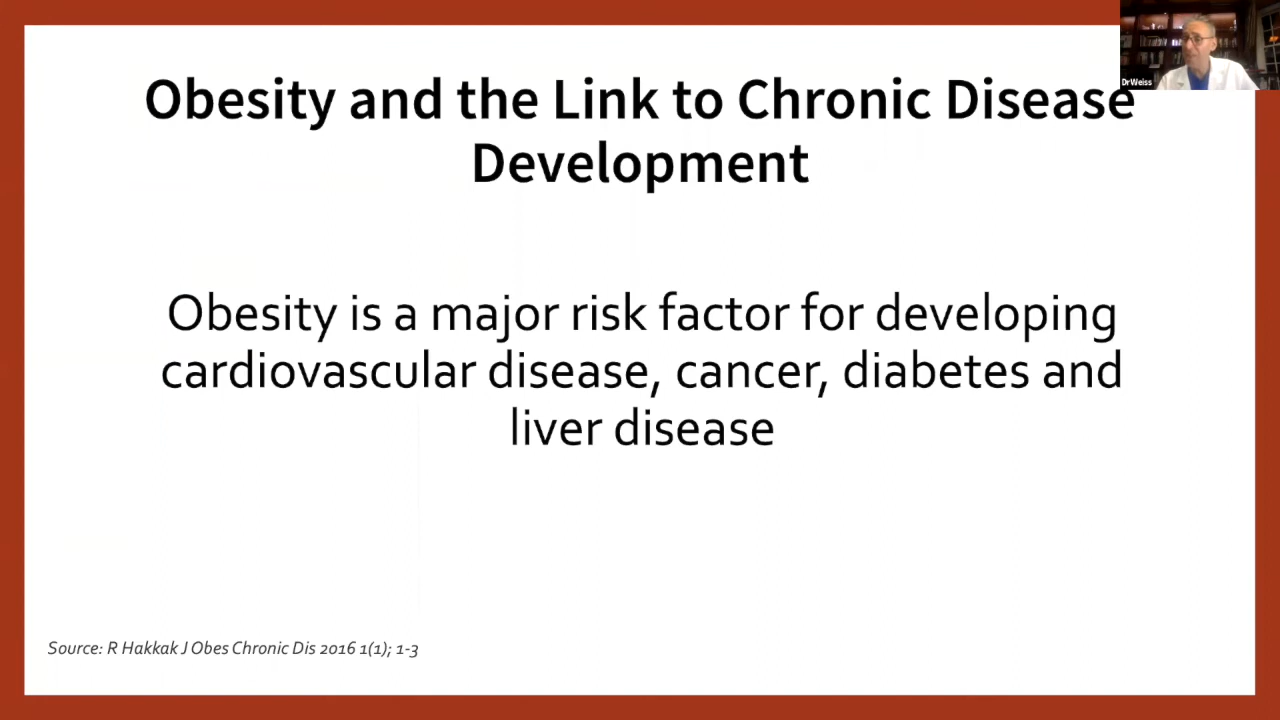 Obesity and the Link to Chronic Disease
Development
DrWeiss
Obesity is a major risk factor for developing
cardiovascular disease, cancer, diabetes and
liver disease
Source: R Hakkak J Obes Chronic Dis 2016 1(1); 1-3